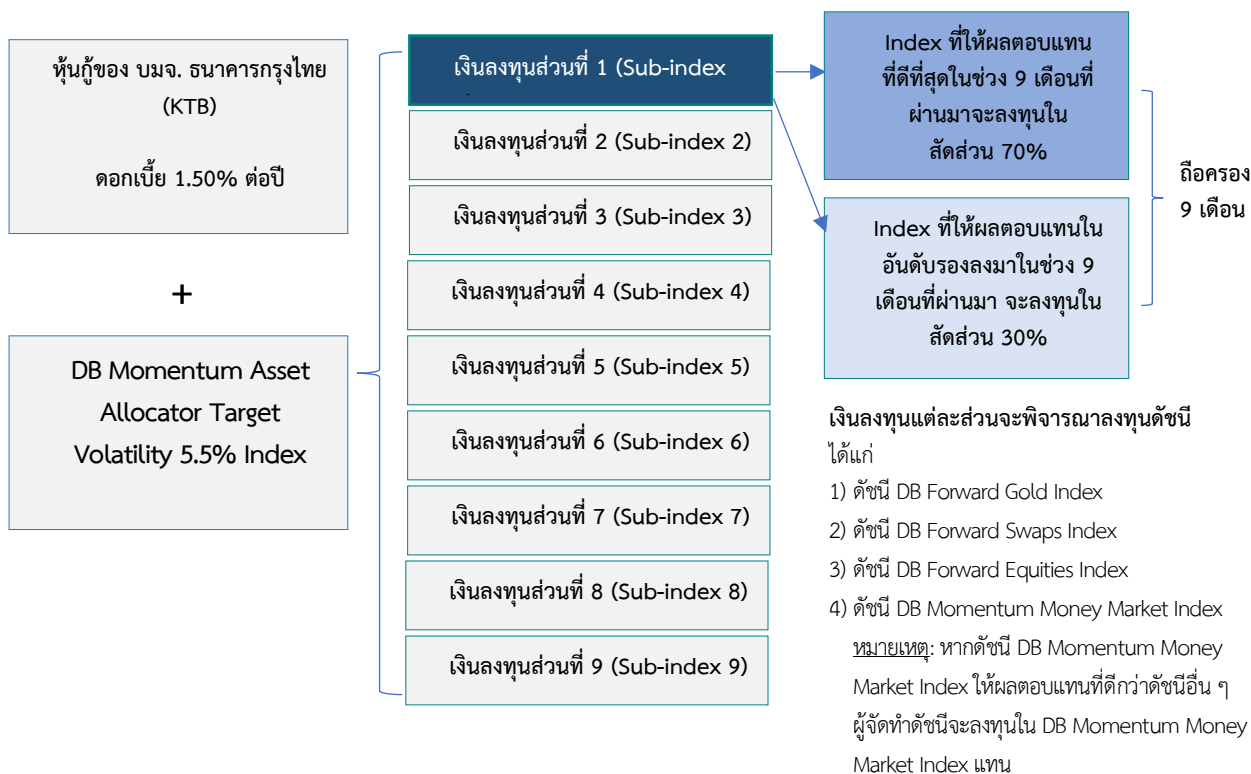 หุ้นกู้ของ บมจ. ธนาคารกรุงไทย
(KTB)
ดอกเบี้ย 1.50% ต่อปี
+
DB Momentum Asset
Allocator Target
Volatility 5.5% Index
เงินลงทุนส่วนที่ 1 (Sub-index
เงินลงทุนส่วนที่ 2 (Sub-index 2)
เงินลงทุนส่วนที่ 3 (Sub-index 3)
เงินลงทุนส่วนที่ 4 (Sub-index 4)
เงินลงทุนส่วนที่ 5 (Sub-index 5)
เงินลงทุนส่วนที่ 6 (Sub-index 6)
เงินลงทุนส่วนที่ 7 (Sub-index 7)
เงินลงทุนส่วนที่ 8 (Sub-index 8)
เงินลงทุนส่วนที่ 9 (Sub-index 9)
Index ที่ให้ผลตอบแทน
ที่ดีที่สุดในช่วง 9 เดือนที่
ผ่านมาจะลงทุนใน
สัดส่วน 70%
Index ที่ให้ผลตอบแทนใน
อันดับรองลงมาในช่วง 9
เดือนที่ผ่านมา จะลงทุนใน
สัดส่วน 30%
ถือครอง
9 เดือน
เงินลงทุนแต่ละส่วนจะพิจารณาลงทุนดัชนี
ได้แก่
1) ดัชนี DB Forward Gold Index
2) ดัชนี DB Forward Swaps Index
3) ดัชนี DB Forward Equities Index
4) ดัชนี DB Momentum Money Market Index
หมายเหตุ: หากดัชนี DB Momentum Money
Market Index ให้ผลตอบแทนที่ดีกว่าดัชนีอื่น ๆ
ผู้จัดทำดัชนีจะลงทุนใน DB Momentum Money
Market Index แทน